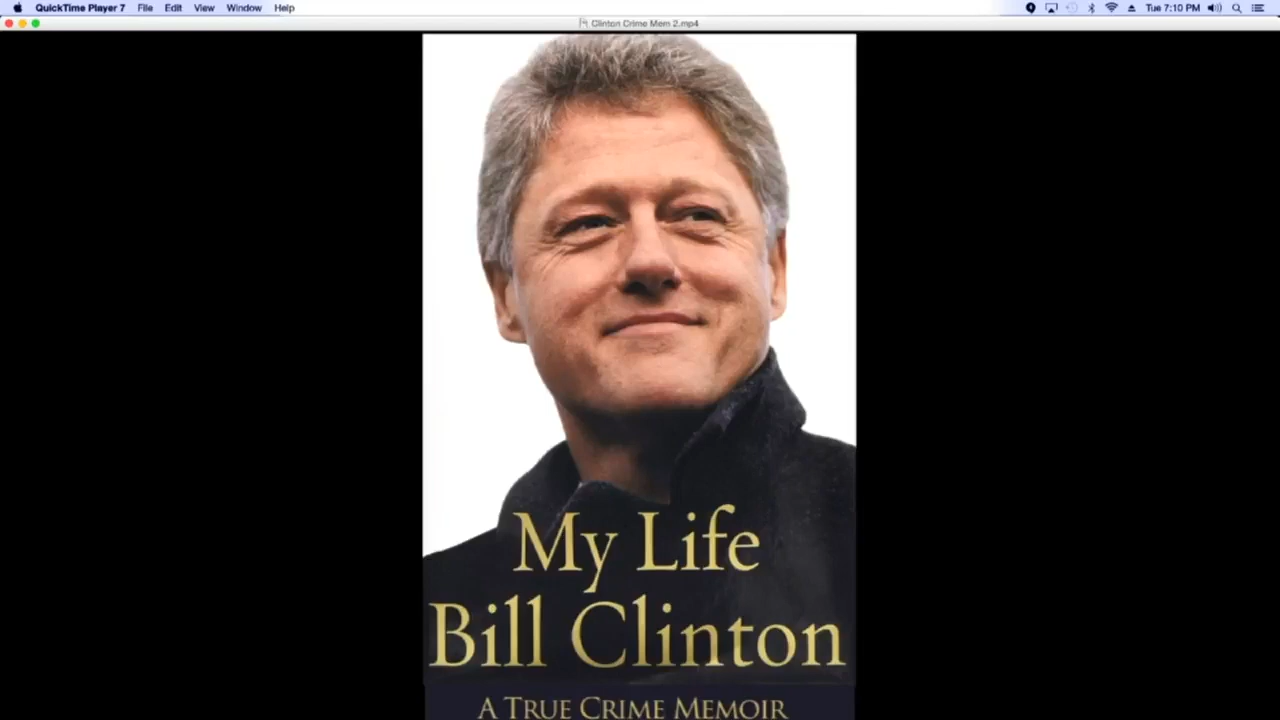 QuickTime Player 7 File Edit View Window Help Tue 7:10 PM
Clinton Crime Mem 2.mp4
My Life
Bill Clinton
A TRUE CRIME MEMOIR